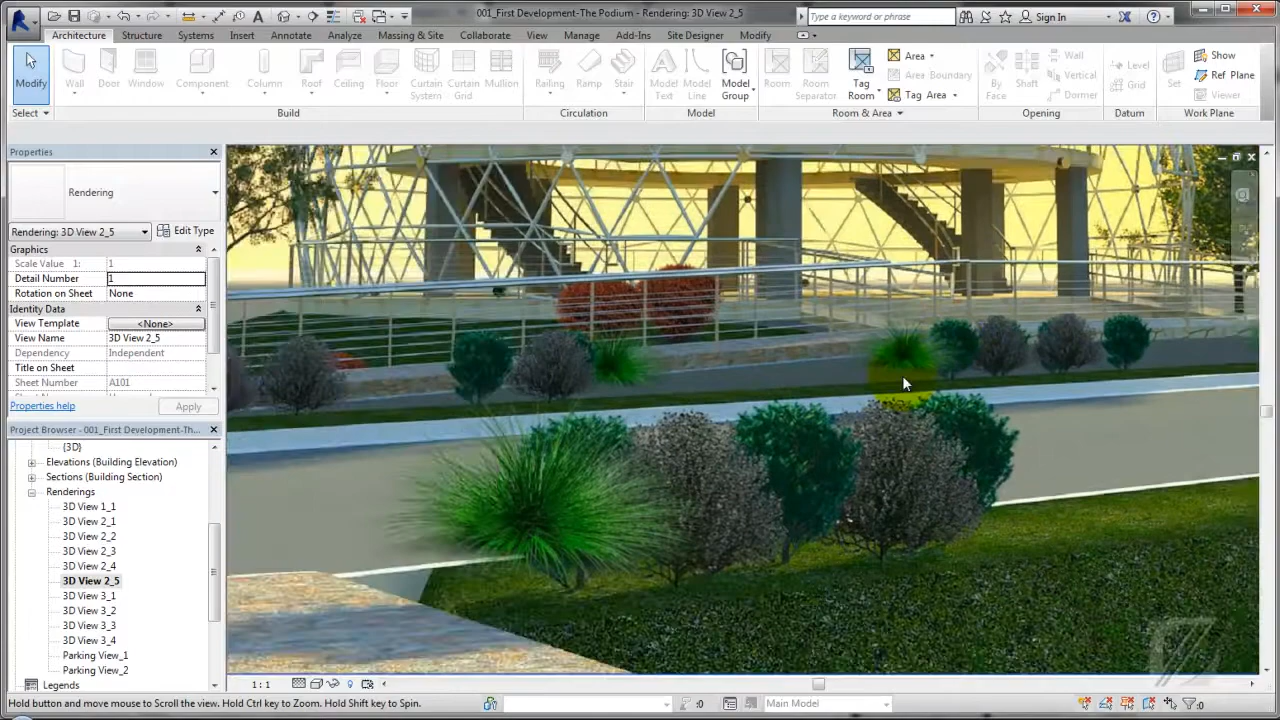 001_First Development-The Podium - Rendering: 3D View 2_5
Type a keyword or phrase
Sign In
Architecture
Systems
Insert
Annotate
Analyze
Massing & Site
Collaborate
View
Manage
Add-Ins
Site Designer
Modify
Modify
Wall
Door
Window
Component
Column
Roof
Ceiling
Floor
Curtain System
Curtain Grid
Mullion
Railing
Ramp
Stair
Model Text
Model Line
Model Group
Room
Room Separator
Tag Room
Area
Area Boundary
Tag Area
By Face
Shaft
Wall
Vertical
Dormer
Level
Grid
Set
Show
Ref Plane
Viewer
Select
Build
Circulation
Model
Room & Area
Opening
Datum
Work Plane
Properties
Rendering
Rendering: 3D View 2_5
Edit Type
Graphics
Scale Value 1: 1
Detail Number 1
Rotation on Sheet None
Identity Data
View Template <None>
View Name 3D View 2_5
Dependency Independent
Title on Sheet
Sheet Number A101
Properties help
Apply
Project Browser - 001_First Development-Th...
{3D}
Elevations (Building Elevation)
Sections (Building Section)
Renderings
3D View 1_1
3D View 2_1
3D View 2_2
3D View 2_3
3D View 2_4
3D View 2_5
3D View 3_1
3D View 3_2
3D View 3_3
3D View 3_4
Parking View_1
Parking View_2
Legends
1 : 1
Hold button and move mouse to Scroll the view. Hold Ctrl key to Zoom. Hold Shift key to Spin.
:0
Main Model
:0